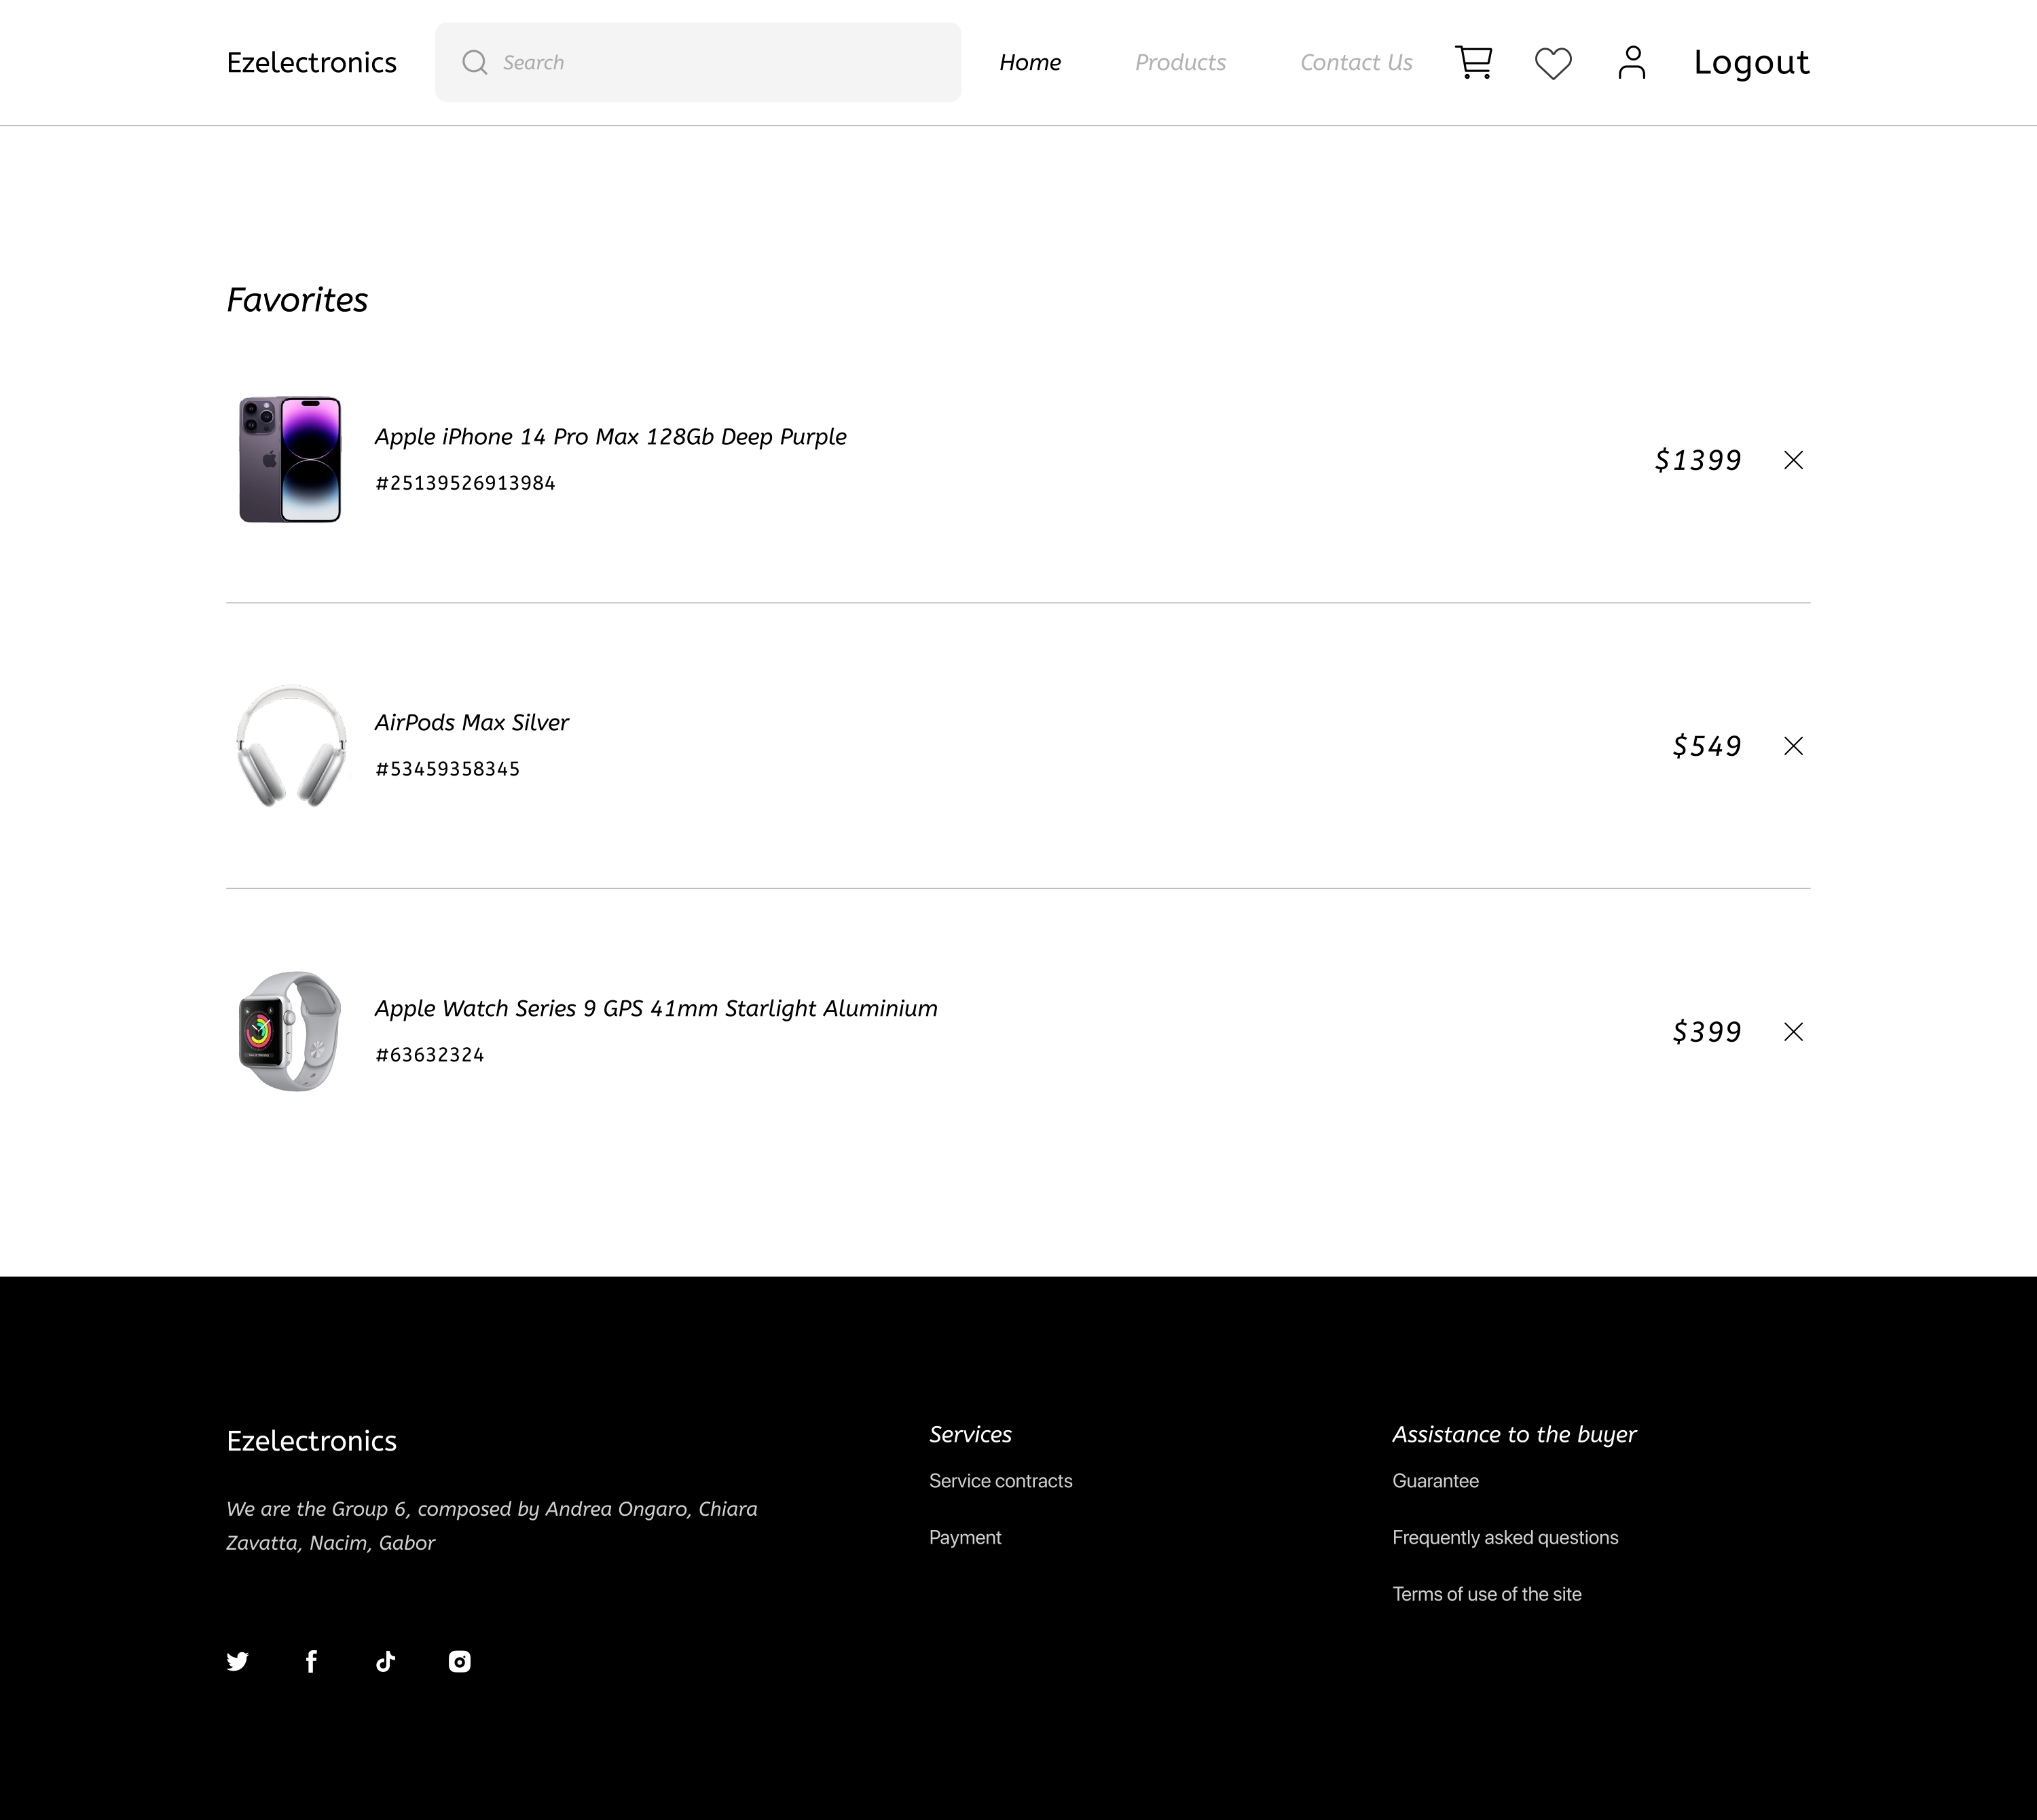 Ezelectronics
Search
Home
Products
Contact Us
Logout
Favorites
Apple iPhone 14 Pro Max 128Gb Deep Purple
#25139526913984
$1399
AirPods Max Silver
#53459358345
$549
Apple Watch Series 9 GPS 41mm Starlight Aluminium
#63632324
$399
Ezelectronics
We are the Group 6, composed by Andrea Ongaro, Chiara
Zavatta, Nacim, Gabor
Services
Service contracts
Payment
Assistance to the buyer
Guarantee
Frequently asked questions
Terms of use of the site